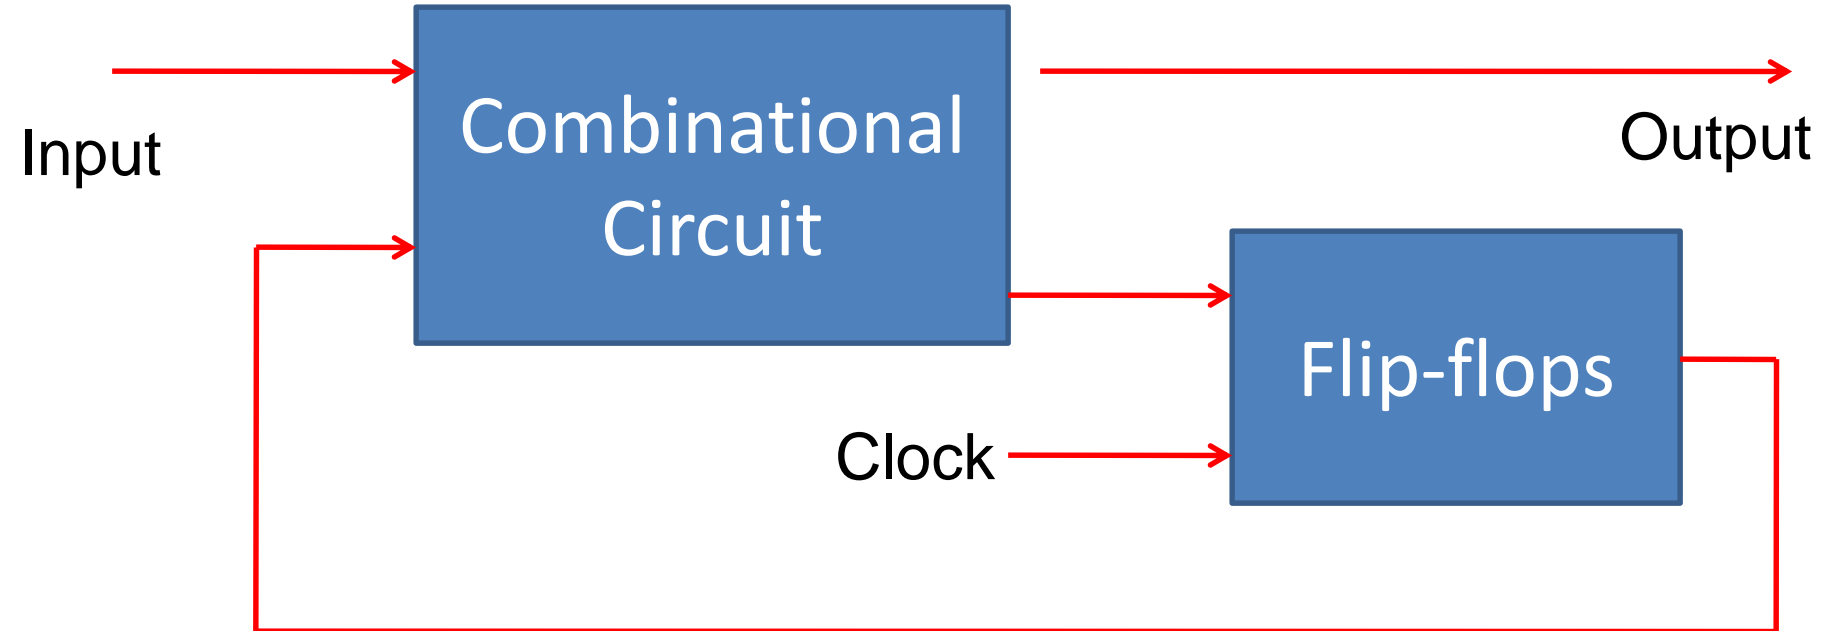 Input
Combinational
Circuit
Output
Flip-flops
Clock